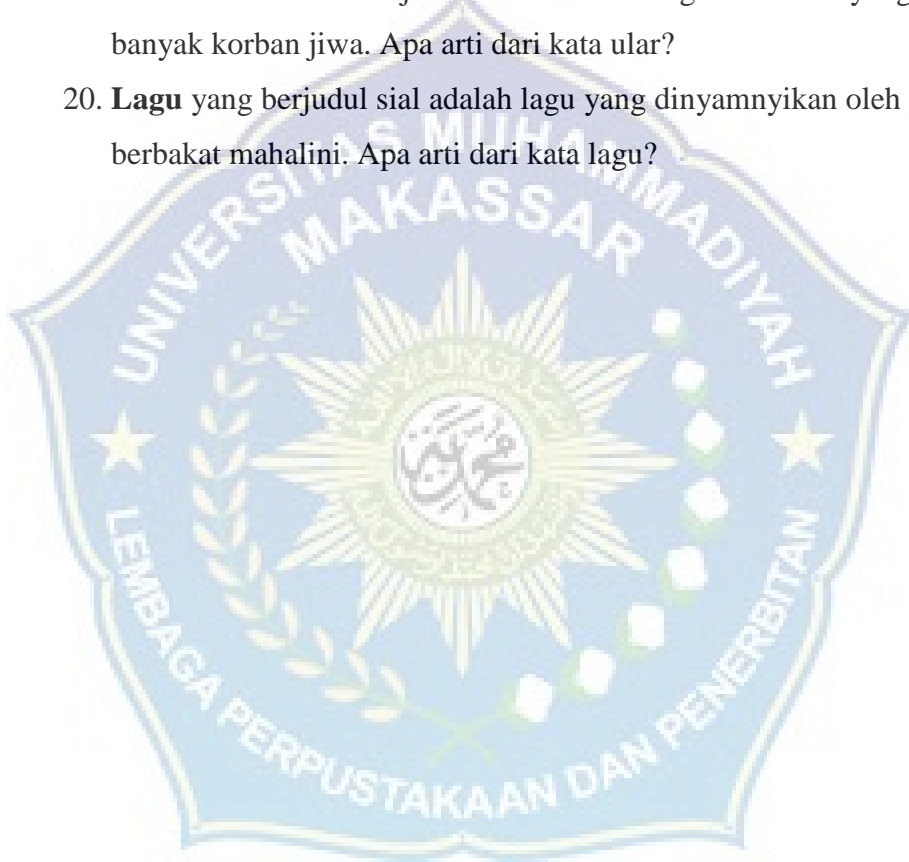 banyak korban jiwa. Apa arti dari kata ular?
20. Lagu yang berjudul sial adalah lagu yang dinyamnyikan oleh
berbakat mahalini. Apa arti dari kata lagu?
UNIVERSITAS MUHAMMADIYAH
MAKASSAR
LEMBAGA PERPUSTAKAAN DAN PENERBITAN